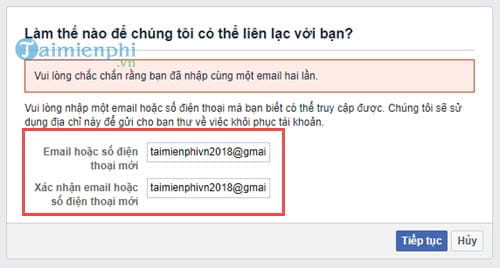 Làm thế nào để chúng tôi có thể liên lạc với bạn?
Taimienphi
.vn
Vui lòng chắc chắn rằng bạn đã nhập cùng một email hai lần.
Vui lòng nhập một email hoặc số điện thoại mà bạn biết có thể truy cập được. Chúng tôi sẽ sử
dụng địa chỉ này để gửi cho bạn thư về việc khôi phục tài khoản.
Email hoặc số điện taimienphivn2018@gmai
thoại mới
Xác nhận email hoặc taimienphivn2018@gmai
số điện thoại mới
Tiếp tục Hủy